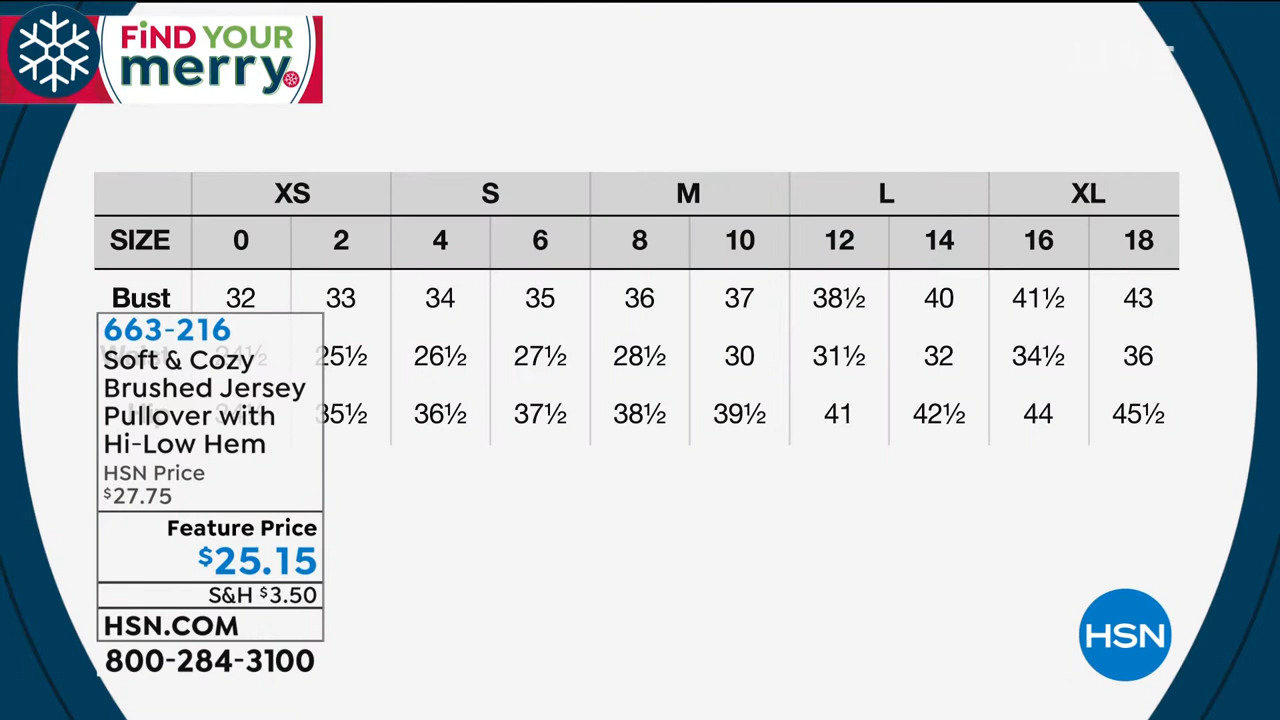 FiND YOUR
merry.
XS S M L XL
SIZE 0 2 4 6 8 10 12 14 16 18
Bust 32 33 34 35 36 37 38½ 40 41½ 43
25½ 26½ 27½ 28½ 30 31½ 32 34½ 36
35½ 36½ 37½ 38½ 39½ 41 42½ 44 45½
663-216
Soft & Cozy
Brushed Jersey
Pullover with
Hi-Low Hem
HSN Price
$27.75
Feature Price
$25.15
S&H $3.50
HSN.COM
800-284-3100
HSN